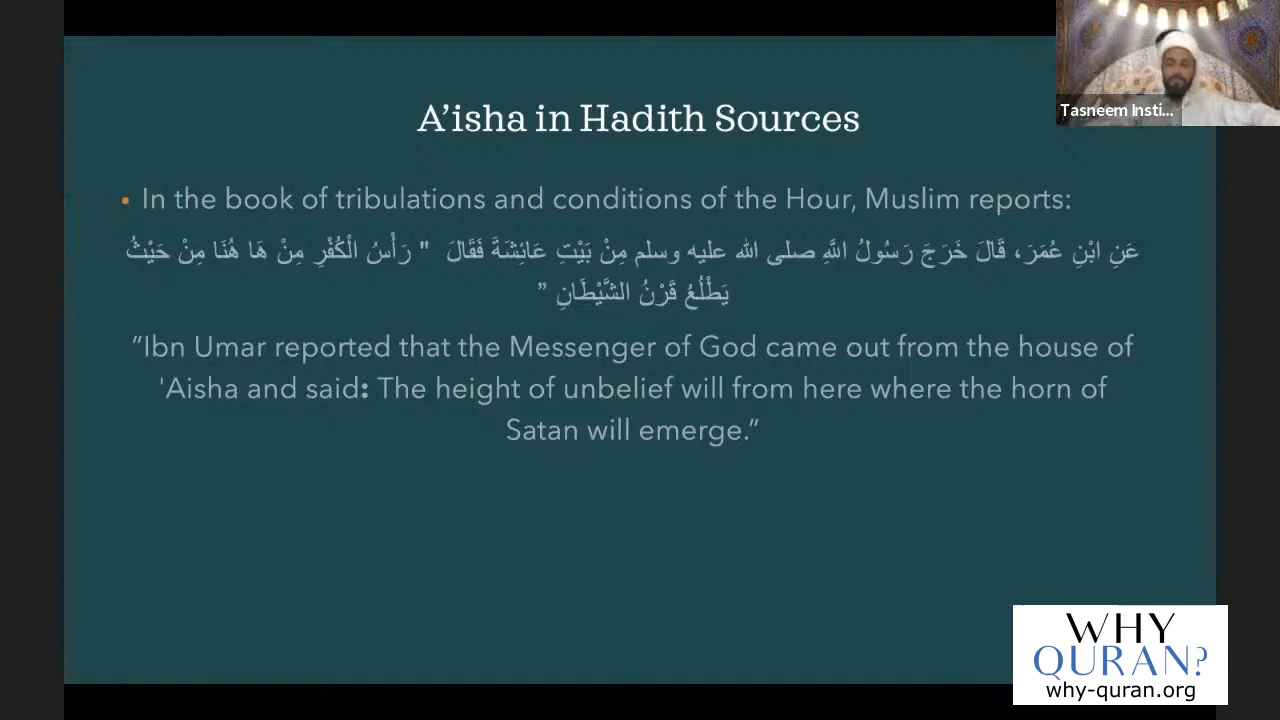 Tasneem Insti...
A’isha in Hadith Sources
• In the book of tribulations and conditions of the Hour, Muslim reports:
عَنِ ابْنِ عُمَرَ، قَالَ خَرَجَ رَسُولُ اللَّهِ صلى الله عليه وسلم مِنْ بَيْتِ عَائِشَةَ فَقَالَ " رَأْسُ الْكُفْرِ مِنْ هَا هُنَا مِنْ حَيْثُ
يَطْلُعُ قَرْنُ الشَّيْطَانِ ”
“Ibn Umar reported that the Messenger of God came out from the house of
'Aisha and said: The height of unbelief will from here where the horn of
Satan will emerge.”
WHY
QURAN?
why-quran.org